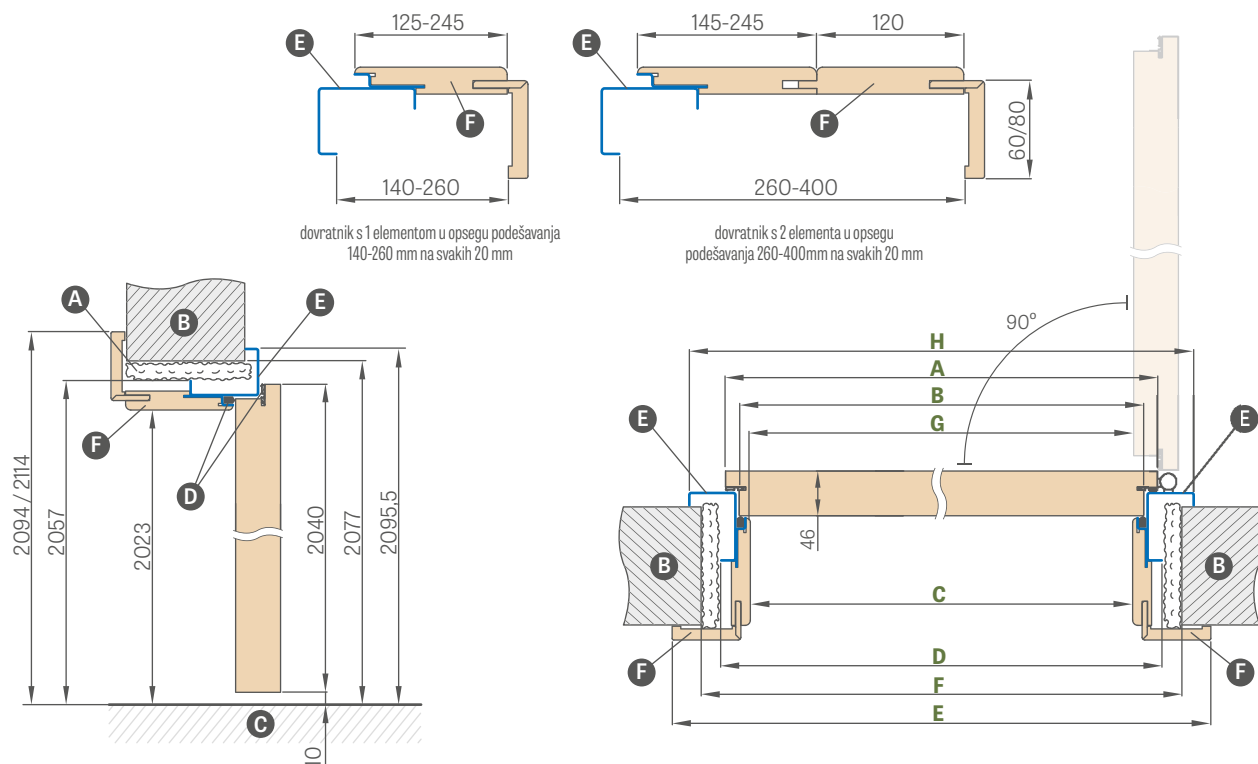 125-245
145-245
120
E
E
F
F
60/80
140-260
260-400
dovratnik s 1 elementom u opsegu podešavanja
140-260 mm na svakih 20 mm
dovratnik s 2 elementa u opsegu
podešavanja 260-400mm na svakih 20 mm
A
B
E
F
D
C
2094 / 2114
2057
2023
2040
2077
2095,5
10
90°
H
A
B
G
E
E
46
B
B
C
F
F
D
F
E